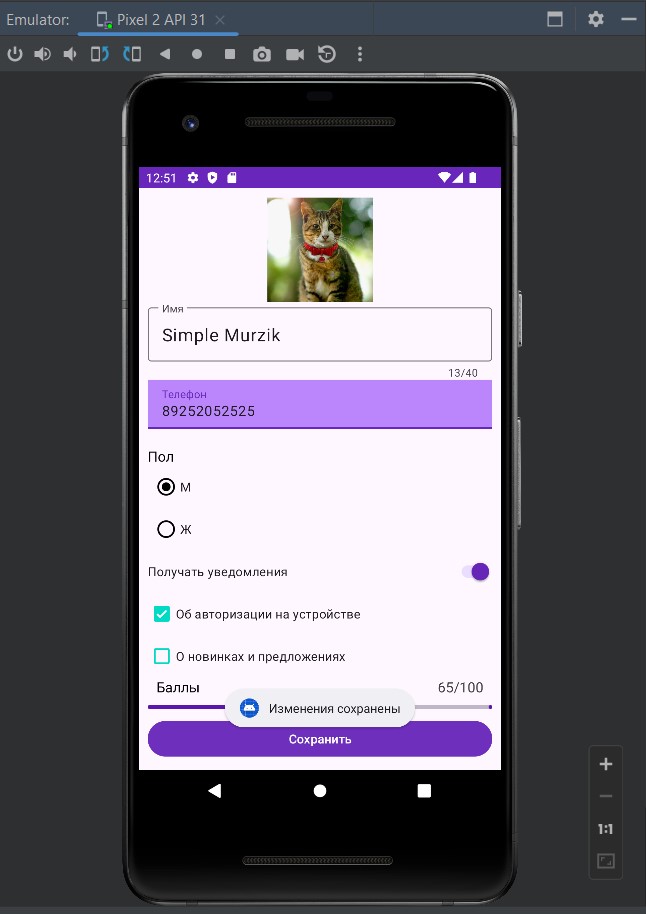 Emulator: Pixel 2 API 31
12:51
Имя
Simple Murzik
13/40
Телефон
89252052525
Пол
М
Ж
Получать уведомления
Об авторизации на устройстве
О новинках и предложениях
Баллы 65/100
Изменения сохранены
Сохранить
1:1